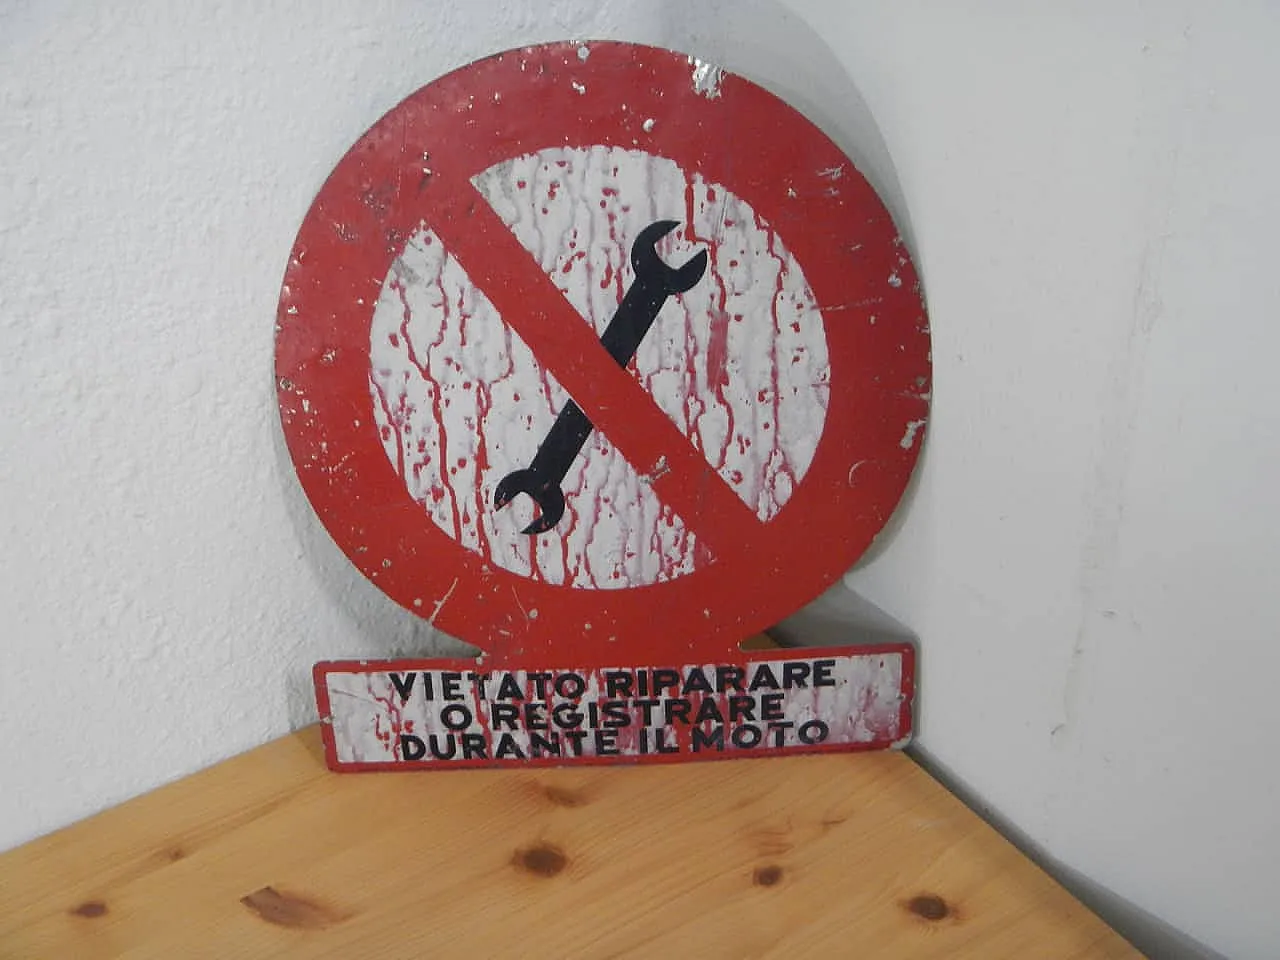 VIETATO RIPARARE
O REGISTRARE
DURANTE IL MOTO